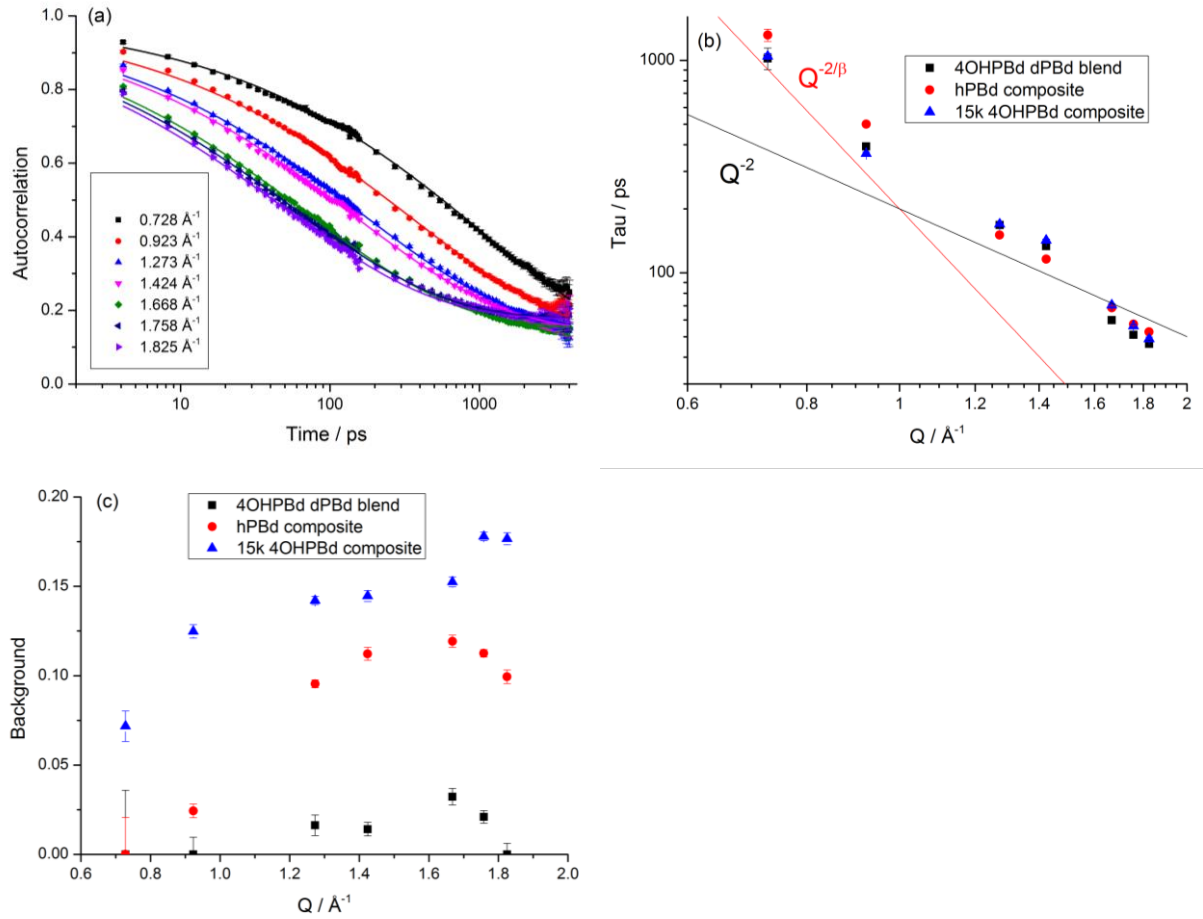 (a)
1.0
0.8
0.6
0.4
0.2
0.0
Autocorrelation
0.728 Å⁻¹
0.923 Å⁻¹
1.273 Å⁻¹
1.424 Å⁻¹
1.668 Å⁻¹
1.758 Å⁻¹
1.825 Å⁻¹
10
100
1000
Time / ps
(b)
4OHPBd dPBd blend
hPBd composite
15k 4OHPBd composite
Q⁻²/β
Q⁻²
1000
100
Tau / ps
0.6
0.8
1
1.2
1.4
1.6
1.8
2
Q / Å⁻¹
(c)
4OHPBd dPBd blend
hPBd composite
15k 4OHPBd composite
0.20
0.15
0.10
0.05
0.00
Background
0.6
0.8
1.0
1.2
1.4
1.6
1.8
2.0
Q / Å⁻¹